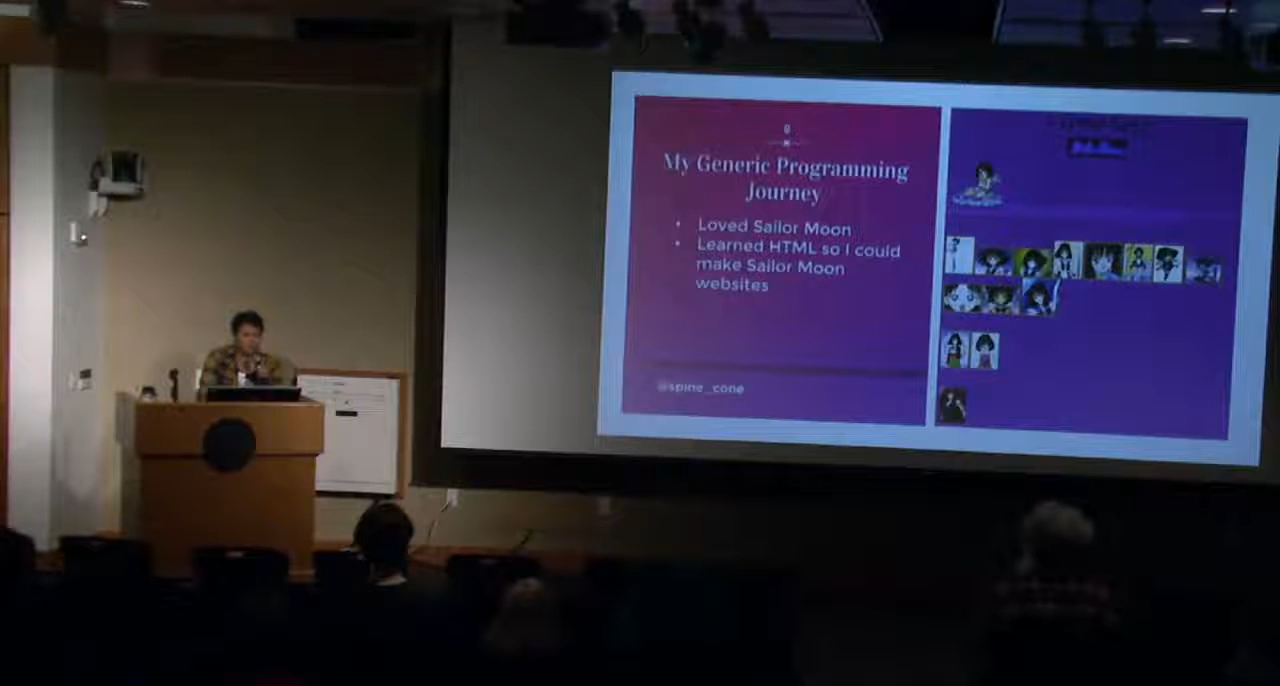 My Generic Programming
Journey
• Loved Sailor Moon
• Learned HTML so I could
make Sailor Moon
websites
@spine_cone